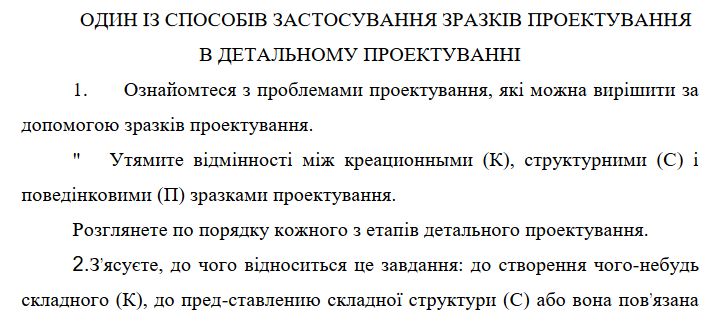 ОДИН ІЗ СПОСОБІВ ЗАСТОСУВАННЯ ЗРАЗКІВ ПРОЕКТУВАННЯ
В ДЕТАЛЬНОМУ ПРОЕКТУВАННІ
1. Ознайомтеся з проблемами проектування, які можна вирішити за
допомогою зразків проектування.
" Утямите відмінності між креационными (К), структурними (С) і
поведінковими (П) зразками проектування.
Розгляне­те по порядку кожного з етапів детального проектування.
2.З'ясуєте, до чого відноситься це завдання: до створення чого-небудь
складного (К), до пред-ставленню складної структури (С) або вона пов'язана